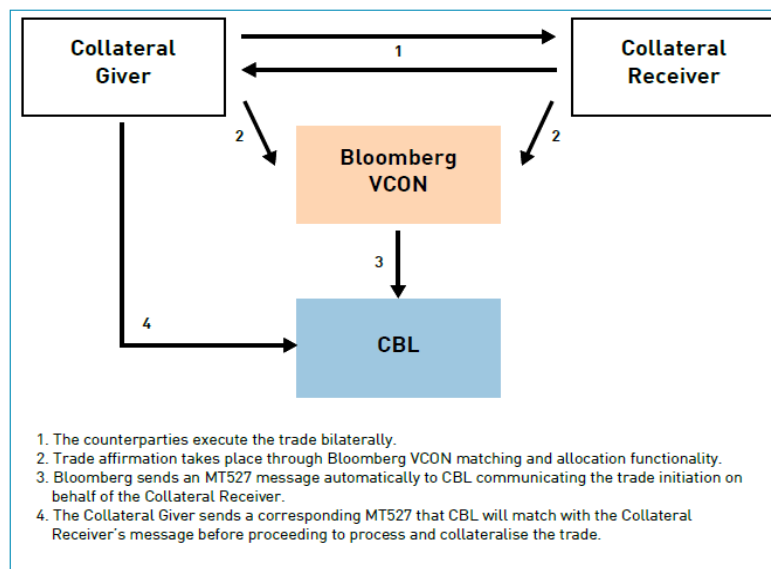 Collateral
Giver
1
Collateral
Receiver
2
2
Bloomberg
VCON
3
4
CBL
1. The counterparties execute the trade bilaterally.
2. Trade affirmation takes place through Bloomberg VCON matching and allocation functionality.
3. Bloomberg sends an MT527 message automatically to CBL communicating the trade initiation on
behalf of the Collateral Receiver.
4. The Collateral Giver sends a corresponding MT527 that CBL will match with the Collateral
Receiver's message before proceeding to process and collateralise the trade.